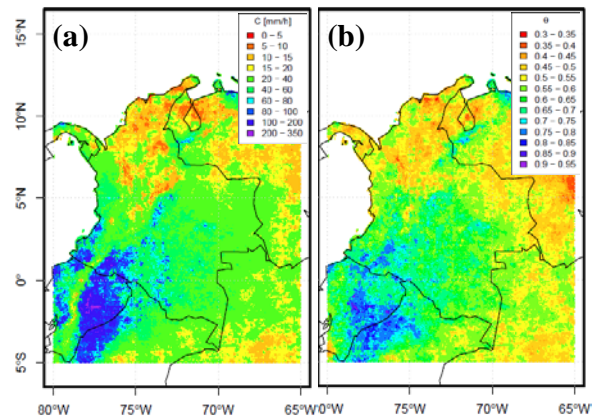 (a)
C [mm/h]
0 – 5
5 – 10
10 – 15
15 – 20
20 – 40
40 – 60
60 – 80
80 – 100
100 – 200
200 – 350
(b)
θ
0.3 – 0.35
0.35 – 0.4
0.4 – 0.45
0.45 – 0.5
0.5 – 0.55
0.55 – 0.6
0.6 – 0.65
0.65 – 0.7
0.7 – 0.75
0.75 – 0.8
0.8 – 0.85
0.85 – 0.9
0.9 – 0.95
15°N
10°N
5°N
0°
5°S
80°W 75°W 70°W 65°W 80°W 75°W 70°W 65°W